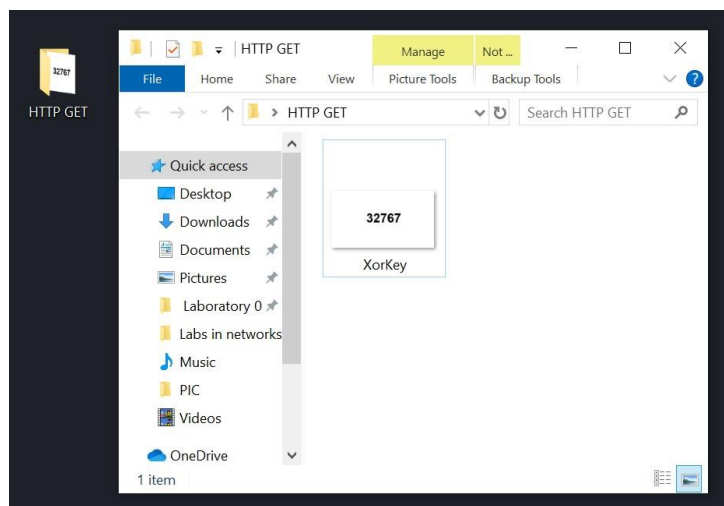 32767
HTTP GET
HTTP GET
Manage
Not ...
File
Home
Share
View
Picture Tools
Backup Tools
HTTP GET
Search HTTP GET
Quick access
Desktop
Downloads
Documents
Pictures
Laboratory 0
Labs in networks
Music
PIC
Videos
OneDrive
32767
XorKey
1 item